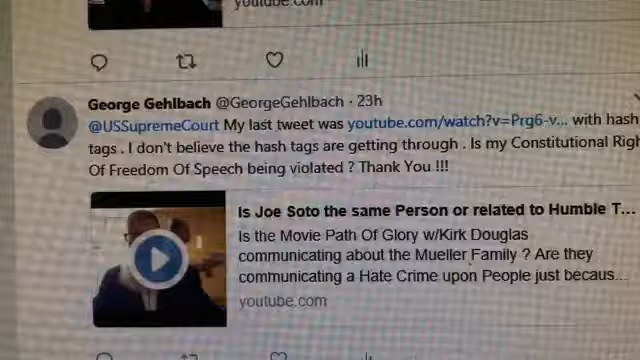 youtube.com
George Gehlbach @GeorgeGehlbach · 23h
@USSupremeCourt My last tweet was youtube.com/watch?v=Prg6-v... with hash
tags . I don't believe the hash tags are getting through . Is my Constitutional Righ
Of Freedom Of Speech being violated ? Thank You !!!
Is Joe Soto the same Person or related to Humble T...
Is the Movie Path Of Glory w/Kirk Douglas
communicating about the Mueller Family ? Are they
communicating a Hate Crime upon People just becaus...
youtube.com